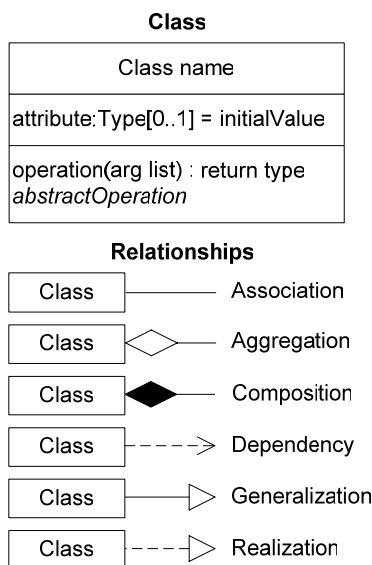 Class
Class name
attribute:Type[0..1] = initialValue
operation(arg list) : return type
abstractOperation
Relationships
Class Association
Class Aggregation
Class Composition
Class Dependency
Class Generalization
Class Realization